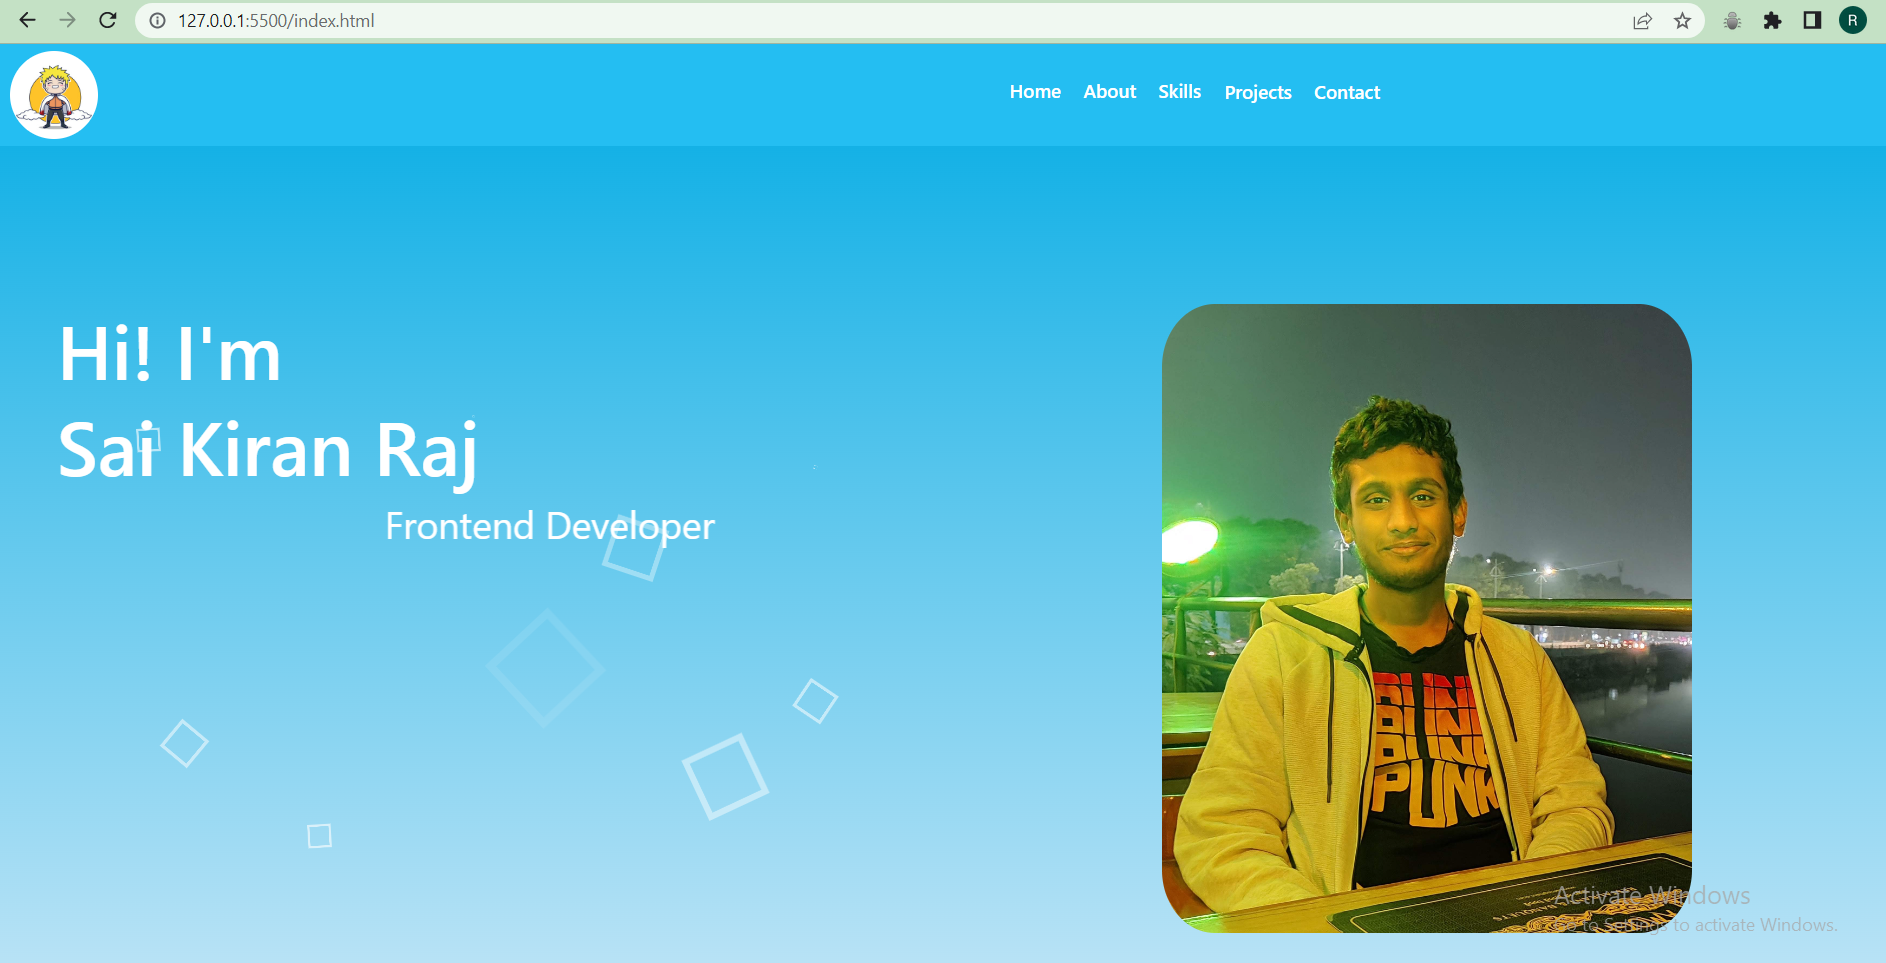 127.0.0.1:5500/index.html
R
Home About Skills Projects Contact
Hi! I'm
Sai Kiran Raj
Frontend Developer
PUNK
Activate Windows
Go to Settings to activate Windows.